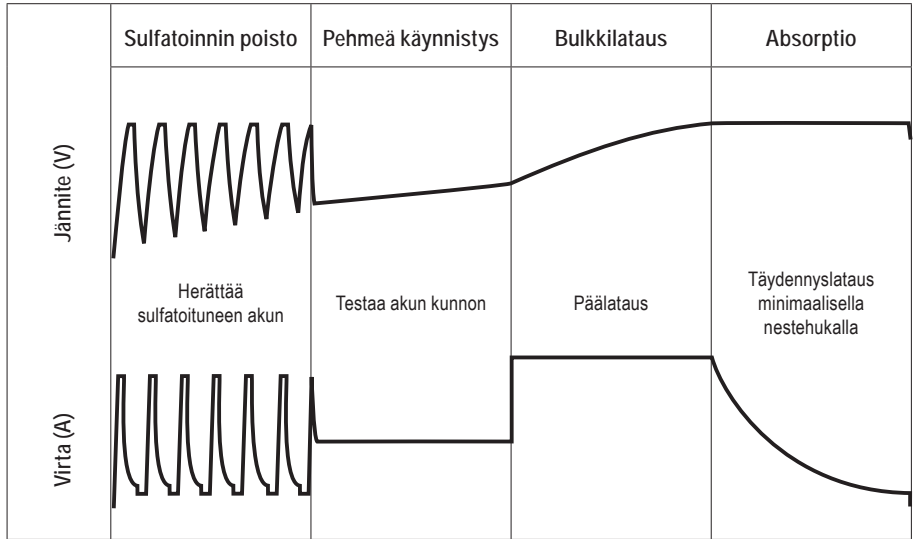 Sulfatoinnin poisto
Pehmeä käynnistys
Bulkkilataus
Absorptio
Jännite (V)
Herättää
sulfatoituneen akun
Testaa akun kunnon
Päälataus
Täydennyslataus
minimaalisella
nestehukalla
Virta (A)